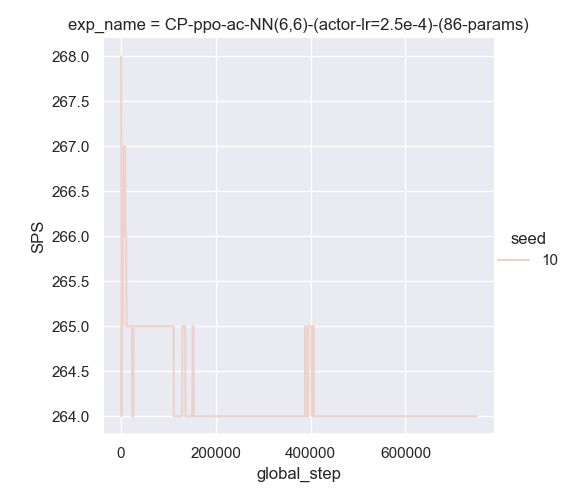 exp_name = CP-ppo-ac-NN(6,6)-(actor-lr=2.5e-4)-(86-params)
268.0
267.5
267.0
266.5
266.0
265.5
265.0
264.5
264.0
SPS
0 200000 400000 600000
global_step
seed
10